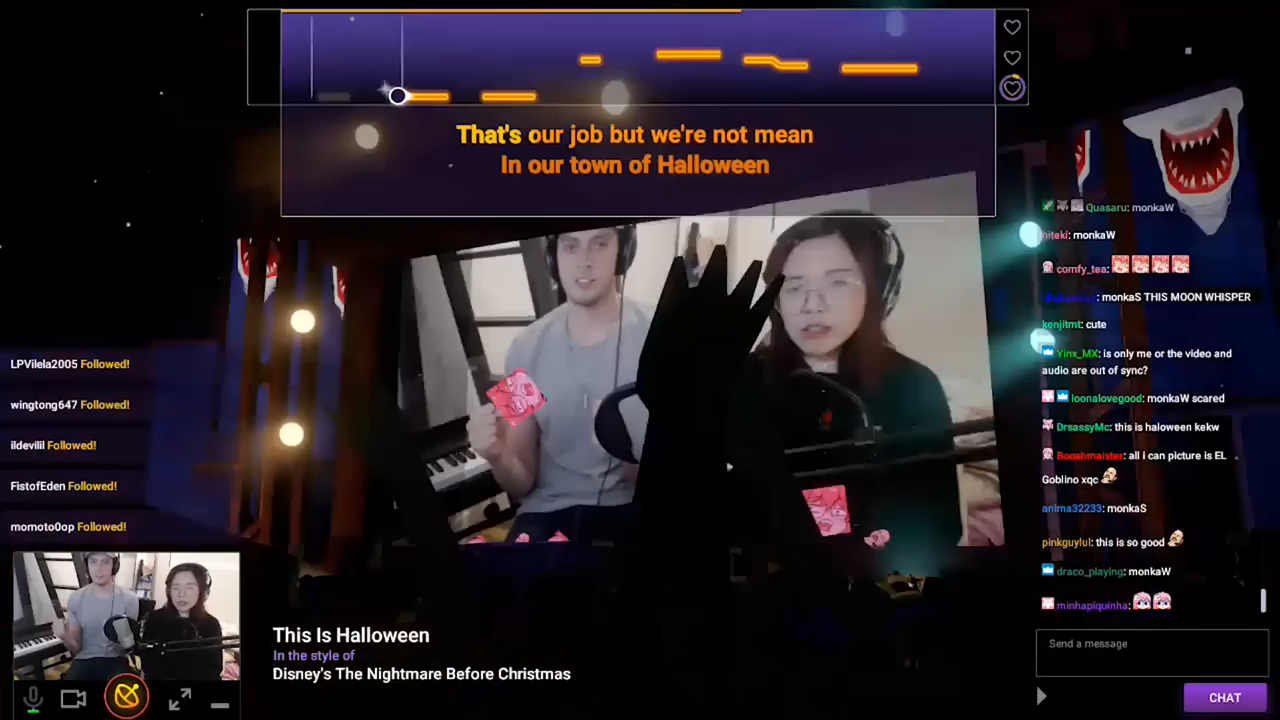 That's our job but we're not mean
In our town of Halloween
Quasaru: monkaW
hiteki: monkaW
comfy_tea:
: monkaS THIS MOON WHISPER
kenjitmt: cute
Yinx_MX: is only me or the video and
audio are out of sync?
loonalovegood: monkaW scared
DrsassyMc: this is haloween kekw
Booshmaister: all i can picture is EL
Goblino xqc
anima32233: monkaS
pinkguylul: this is so good
draco_playing: monkaW
minhapiquinha:
Send a message
CHAT
LPVilela2005 Followed!
wingtong647 Followed!
ildevilil Followed!
FistofEden Followed!
momoto0op Followed!
This Is Halloween
In the style of
Disney's The Nightmare Before Christmas